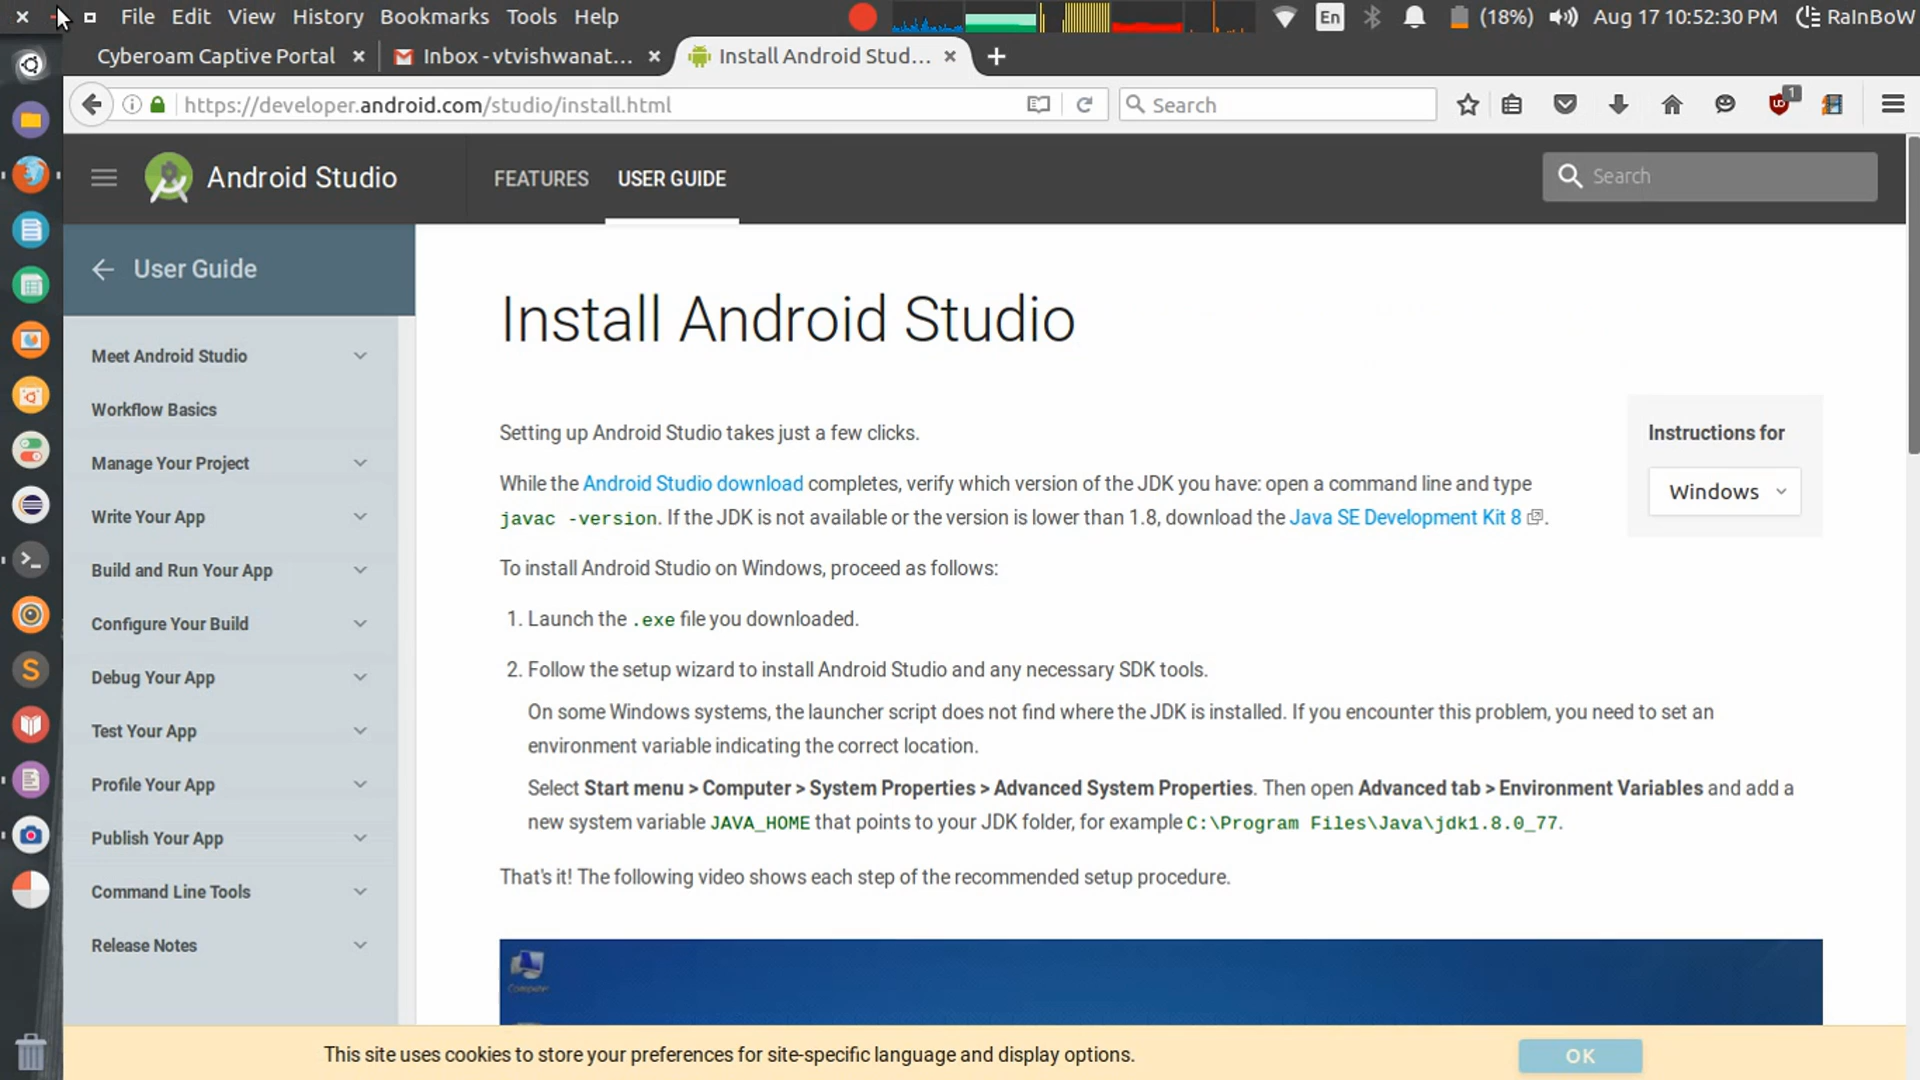 File Edit View History Bookmarks Tools Help
En (18%) Aug 17 10:52:30 PM RaInBoW
Cyberoam Captive Portal
Inbox - vtvishwanat...
Install Android Stud...
https://developer.android.com/studio/install.html
Search
1
Android Studio
FEATURES
USER GUIDE
Search
User Guide
Meet Android Studio
Workflow Basics
Manage Your Project
Write Your App
Build and Run Your App
Configure Your Build
Debug Your App
Test Your App
Profile Your App
Publish Your App
Command Line Tools
Release Notes
Install Android Studio
Setting up Android Studio takes just a few clicks.
While the Android Studio download completes, verify which version of the JDK you have: open a command line and type
javac -version. If the JDK is not available or the version is lower than 1.8, download the Java SE Development Kit 8.
To install Android Studio on Windows, proceed as follows:
1. Launch the .exe file you downloaded.
2. Follow the setup wizard to install Android Studio and any necessary SDK tools.
On some Windows systems, the launcher script does not find where the JDK is installed. If you encounter this problem, you need to set an
environment variable indicating the correct location.
Select Start menu > Computer > System Properties > Advanced System Properties. Then open Advanced tab > Environment Variables and add a
new system variable JAVA_HOME that points to your JDK folder, for example C:\Program Files\Java\jdk1.8.0_77.
That's it! The following video shows each step of the recommended setup procedure.
Instructions for
Windows
Computer
This site uses cookies to store your preferences for site-specific language and display options.
OK